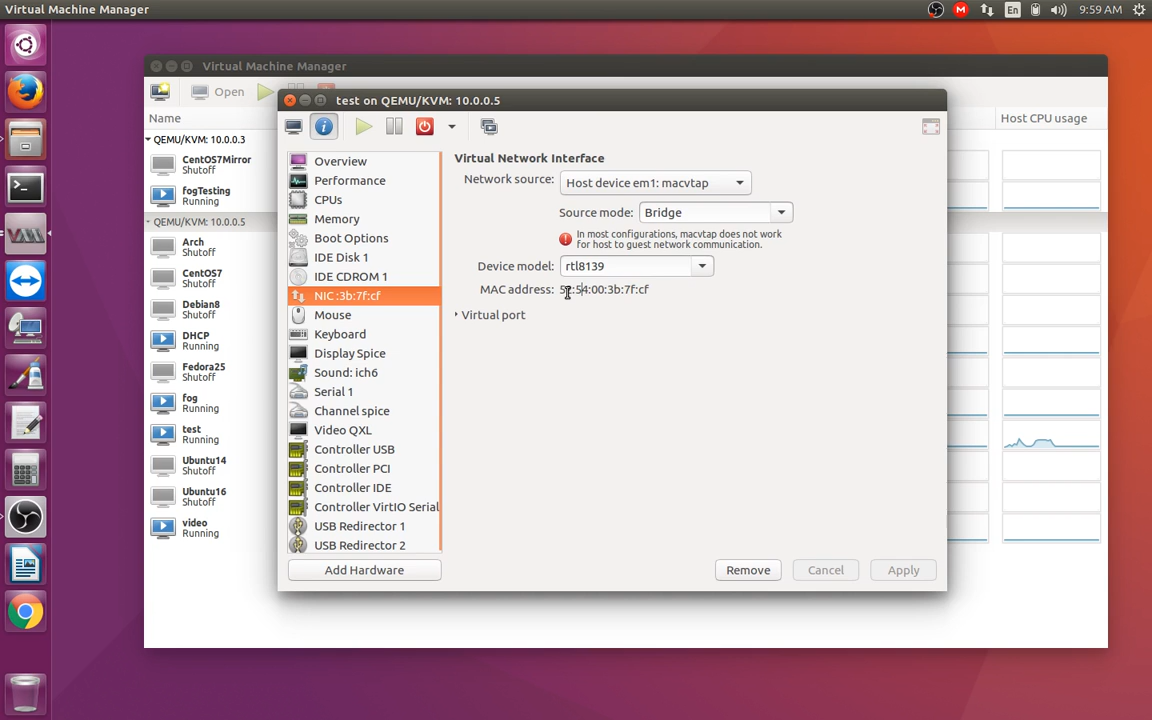 Virtual Machine Manager
En
9:59 AM
Virtual Machine Manager
Open
Name
Host CPU usage
QEMU/KVM: 10.0.0.3
CentOS7Mirror
Shutoff
fogTesting
Running
QEMU/KVM: 10.0.0.5
Arch
Shutoff
CentOS7
Shutoff
Debian8
Shutoff
DHCP
Running
Fedora25
Shutoff
fog
Running
test
Running
Ubuntu14
Shutoff
Ubuntu16
Shutoff
video
Running
test on QEMU/KVM: 10.0.0.5
Overview
Performance
CPUs
Memory
Boot Options
IDE Disk 1
IDE CDROM 1
NIC :3b:7f:cf
Mouse
Keyboard
Display Spice
Sound: ich6
Serial 1
Channel spice
Video QXL
Controller USB
Controller PCI
Controller IDE
Controller VirtIO Serial
USB Redirector 1
USB Redirector 2
Add Hardware
Virtual Network Interface
Network source: Host device em1: macvtap
Source mode: Bridge
In most configurations, macvtap does not work
for host to guest network communication.
Device model: rtl8139
MAC address: 52:54:00:3b:7f:cf
Virtual port
Remove
Cancel
Apply